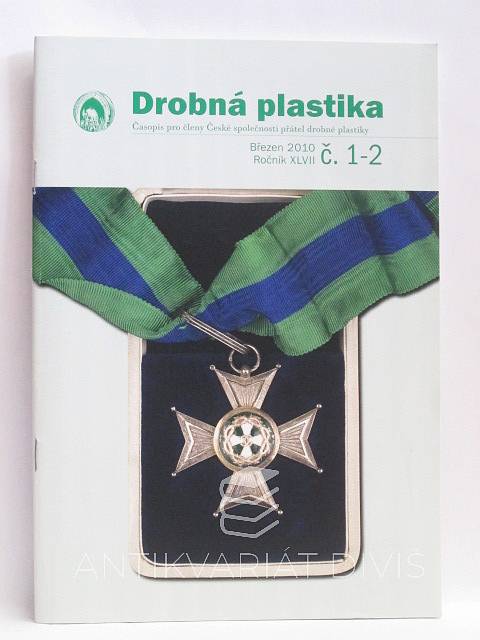 Drobná plastika
Časopis pro členy České společnosti přátel drobné plastiky
Březen 2010
Ročník XLVII
č. 1-2
ANTIKVARIÁT DIVIŠ